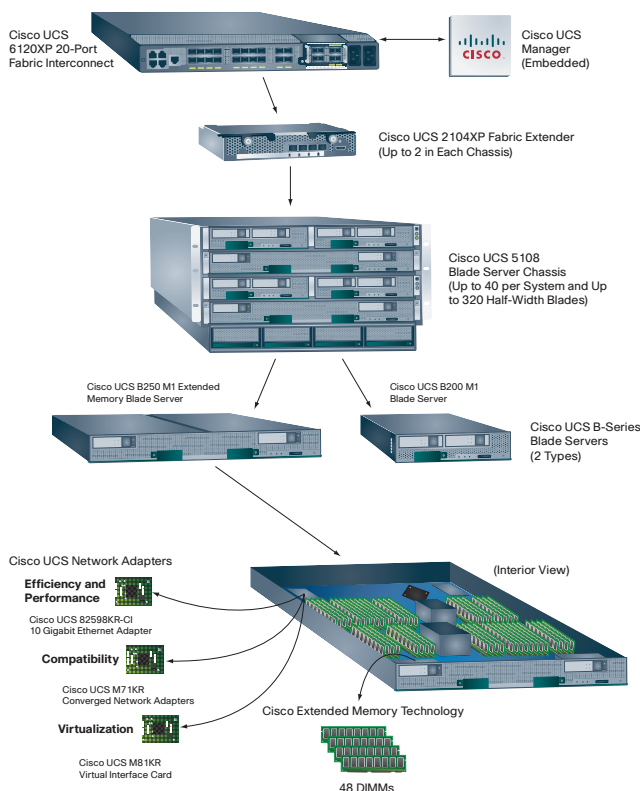 Cisco UCS
6120XP 20-Port
Fabric Interconnect
CISCO
Cisco UCS
Manager
(Embedded)
Cisco UCS 2104XP Fabric Extender
(Up to 2 in Each Chassis)
Cisco UCS 5108
Blade Server Chassis
(Up to 40 per System and Up
to 320 Half-Width Blades)
Cisco UCS B250 M1 Extended
Memory Blade Server
Cisco UCS B200 M1
Blade Server
Cisco UCS B-Series
Blade Servers
(2 Types)
Cisco UCS Network Adapters
Efficiency and
Performance
Cisco UCS 82598KR-CI
10 Gigabit Ethernet Adapter
Compatibility
Cisco UCS M71KR
Converged Network Adapters
Virtualization
Cisco UCS M81KR
Virtual Interface Card
(Interior View)
Cisco Extended Memory Technology
48 DIMMs